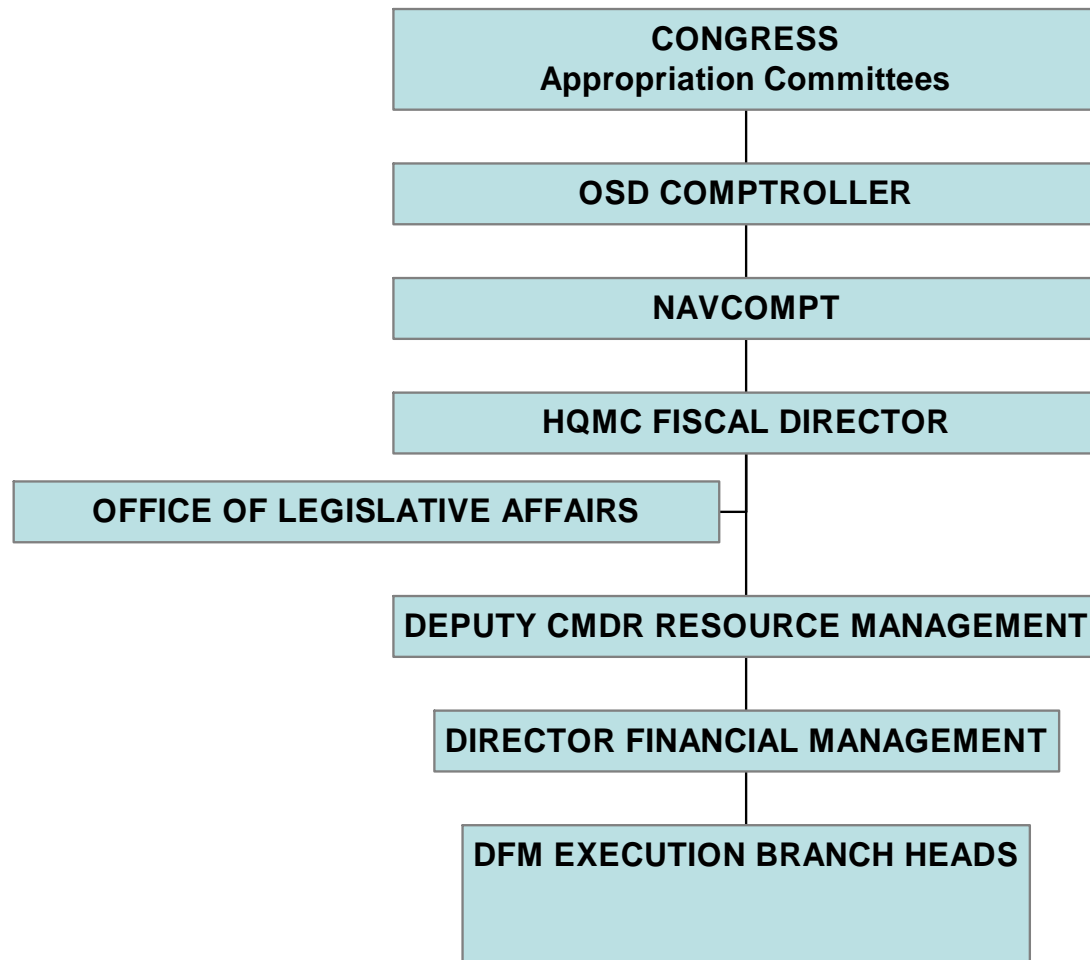 CONGRESS
Appropriation Committees
OSD COMPTROLLER
NAVCOMPT
HQMC FISCAL DIRECTOR
OFFICE OF LEGISLATIVE AFFAIRS
DEPUTY CMDR RESOURCE MANAGEMENT
DIRECTOR FINANCIAL MANAGEMENT
DFM EXECUTION BRANCH HEADS